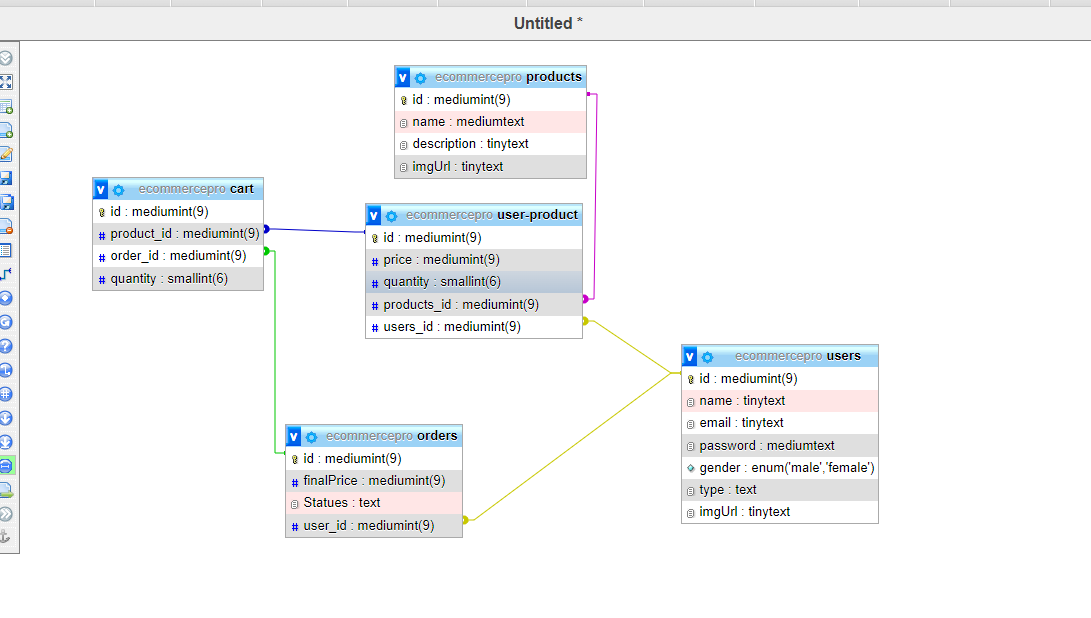 Untitled *
ecommercepro products
id : mediumint(9)
name : mediumtext
description : tinytext
imgUrl : tinytext
ecommercepro cart
id : mediumint(9)
product_id : mediumint(9)
order_id : mediumint(9)
quantity : smallint(6)
ecommercepro user-product
id : mediumint(9)
price : mediumint(9)
quantity : smallint(6)
products_id : mediumint(9)
users_id : mediumint(9)
ecommercepro users
id : mediumint(9)
name : tinytext
email : tinytext
password : mediumtext
gender : enum('male','female')
type : text
imgUrl : tinytext
ecommercepro orders
id : mediumint(9)
finalPrice : mediumint(9)
Statues : text
user_id : mediumint(9)